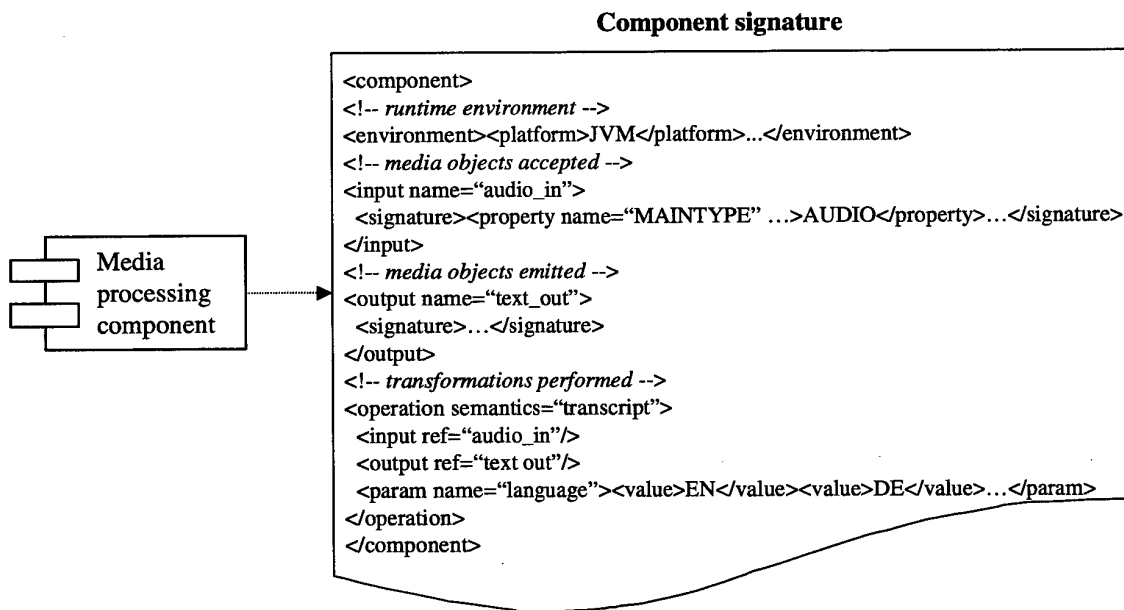 Component signature
<component>
<!-- runtime environment -->
<environment><platform>JVM</platform>...</environment>
<!-- media objects accepted -->
<input name=“audio_in”>
<signature><property name=“MAINTYPE” …>AUDIO</property>…</signature>
</input>
<!-- media objects emitted -->
<output name=“text_out”>
<signature>…</signature>
</output>
<!-- transformations performed -->
<operation semantics=“transcript”>
<input ref=“audio_in”/>
<output ref=“text out”/>
<param name=“language”><value>EN</value><value>DE</value>…</param>
</operation>
</component>
Media
processing
component